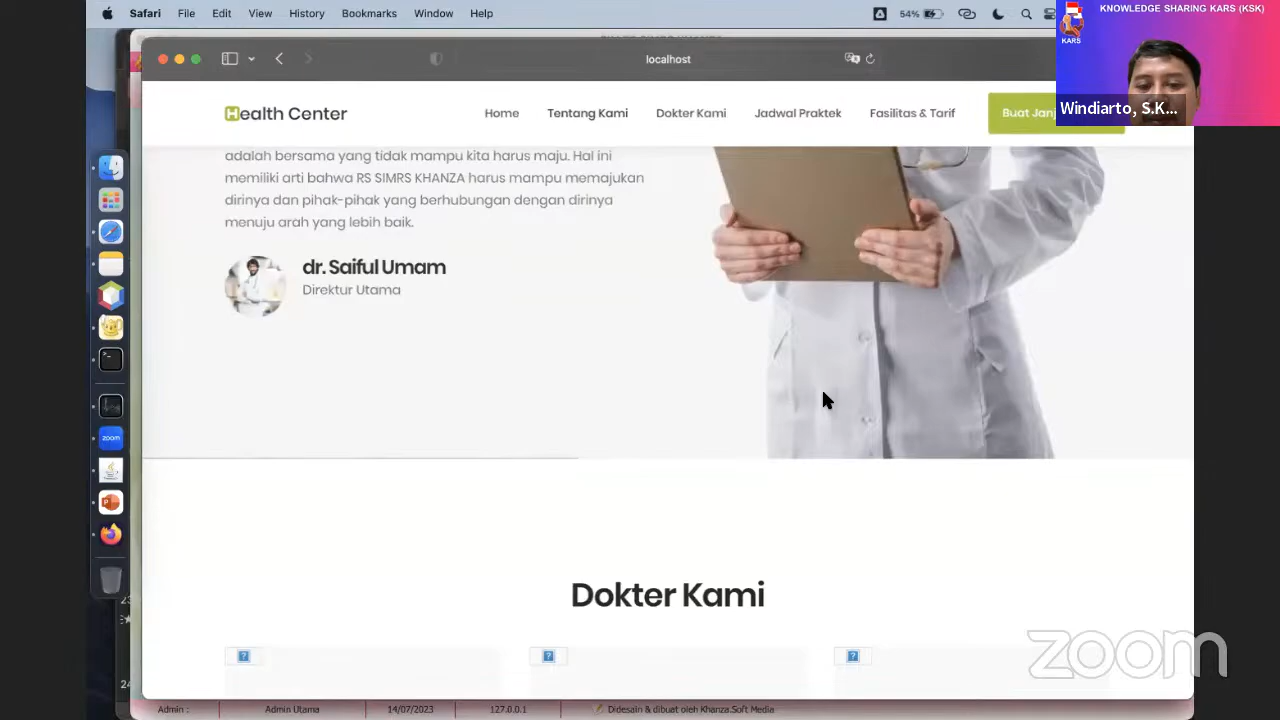 Safari File Edit View History Bookmarks Window Help
54%
KNOWLEDGE SHARING KARS (KSK)
KARS
Windiarto, S.K...
localhost
Health Center
Home Tentang Kami Dokter Kami Jadwal Praktek Fasilitas & Tarif Buat Janj
adalah bersama yang tidak mampu kita harus maju. Hal ini
memiliki arti bahwa RS SIMRS KHANZA harus mampu memajukan
dirinya dan pihak-pihak yang berhubungan dengan dirinya
menuju arah yang lebih baik.
dr. Saiful Umam
Direktur Utama
zoom
Dokter Kami
zoom
Admin : Admin Utama 14/07/2023 127.0.0.1 Didesain & dibuat oleh Khanza.Soft Media